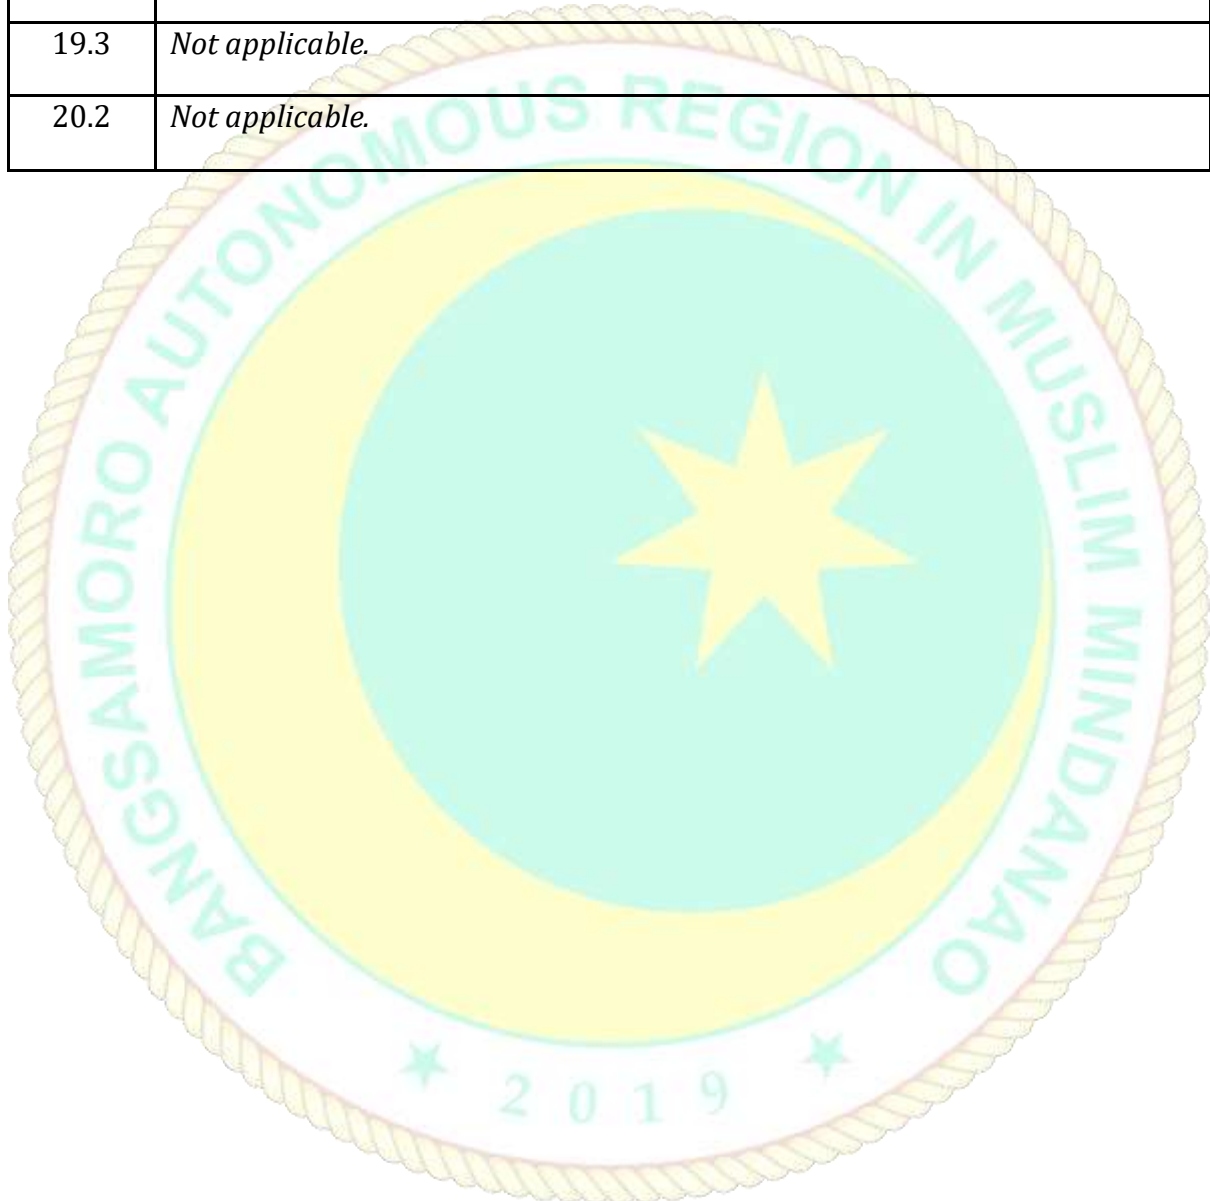 19.3 Not applicable.
20.2 Not applicable.
BANGSAMORO AUTONOMOUS REGION IN MUSLIM MINDANAO
2019